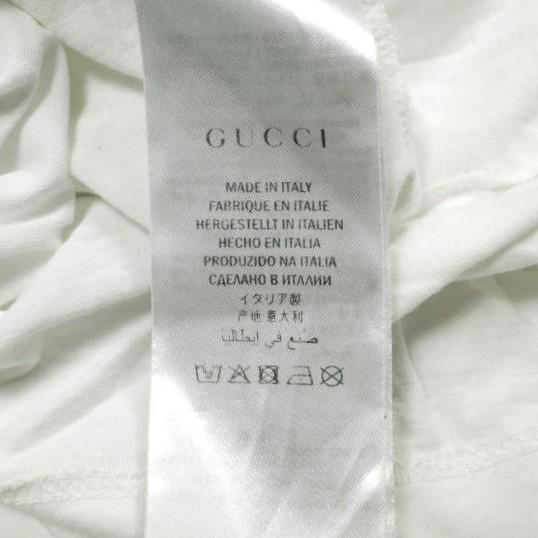 GUCCI
MADE IN ITALY
FABRIQUE EN ITALIE
HERGESTELLT IN ITALIEN
HECHO EN ITALIA
PRODUZIDO NA ITALIA
СДЕЛАНО В ИТАЛИИ
イタリア製
产地:意大利
صنع في إيطاليا